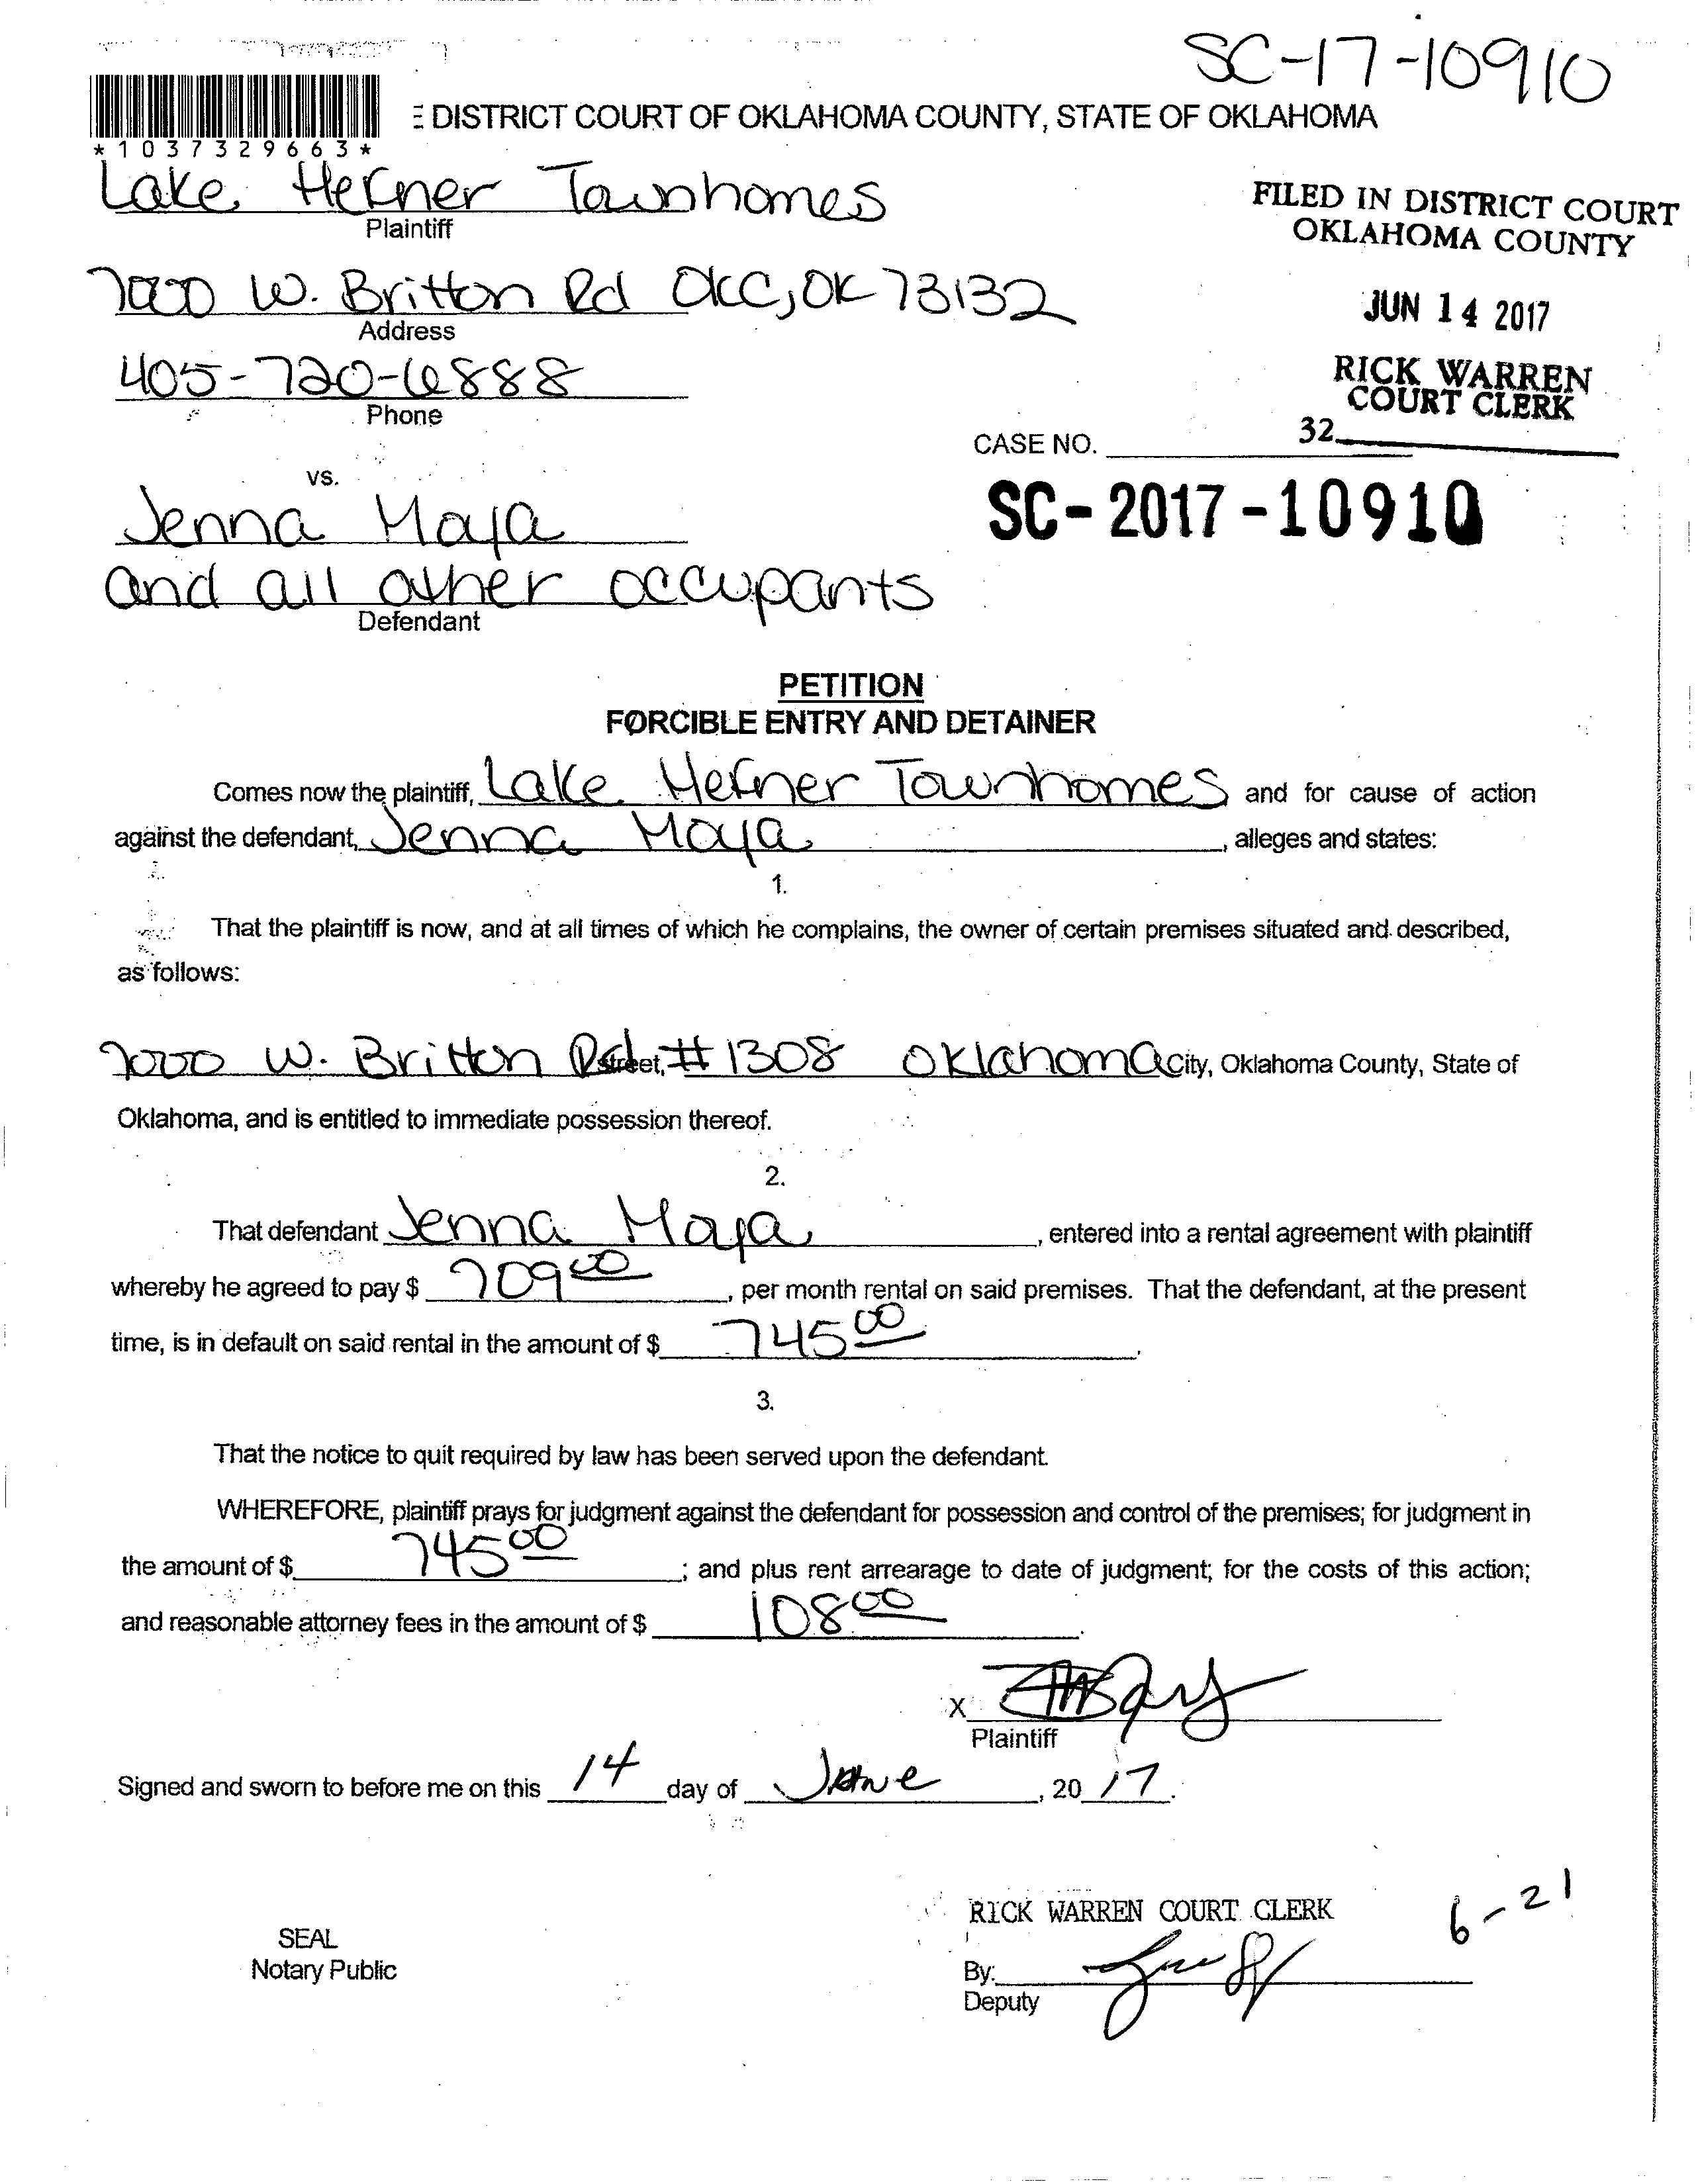 SC-17-10910
DISTRICT COURT OF OKLAHOMA COUNTY, STATE OF OKLAHOMA
*1037329663*
Lake Hefner Townhomes
Plaintiff
FILED IN DISTRICT COURT
OKLAHOMA COUNTY
7000 W. Britton Rd OKC, OK 73132
Address
JUN 14 2017
405-720-6888
Phone
RICK WARREN
COURT CLERK
CASE NO. 32
vs.
SC-2017-10910
Jenna Maya
and all other occupants
Defendant
PETITION
FORCIBLE ENTRY AND DETAINER
Comes now the plaintiff, Lake Hefner Townhomes and for cause of action
against the defendant, Jenna Maya, alleges and states:
1.
That the plaintiff is now, and at all times of which he complains, the owner of certain premises situated and described,
as follows:
7000 W. Britton Rd street, #1308 Oklahoma City, Oklahoma County, State of
Oklahoma, and is entitled to immediate possession thereof.
2.
That defendant Jenna Maya, entered into a rental agreement with plaintiff
whereby he agreed to pay $ 709 00, per month rental on said premises. That the defendant, at the present
time, is in default on said rental in the amount of $ 745 00.
3.
That the notice to quit required by law has been served upon the defendant.
WHEREFORE, plaintiff prays for judgment against the defendant for possession and control of the premises; for judgment in
the amount of $ 745 00; and plus rent arrearage to date of judgment; for the costs of this action;
and reasonable attorney fees in the amount of $ 108 00.
X
Plaintiff
Signed and sworn to before me on this 14 day of June, 20 17.
RICK WARREN COURT CLERK
6-21
SEAL
Notary Public
By:
Deputy